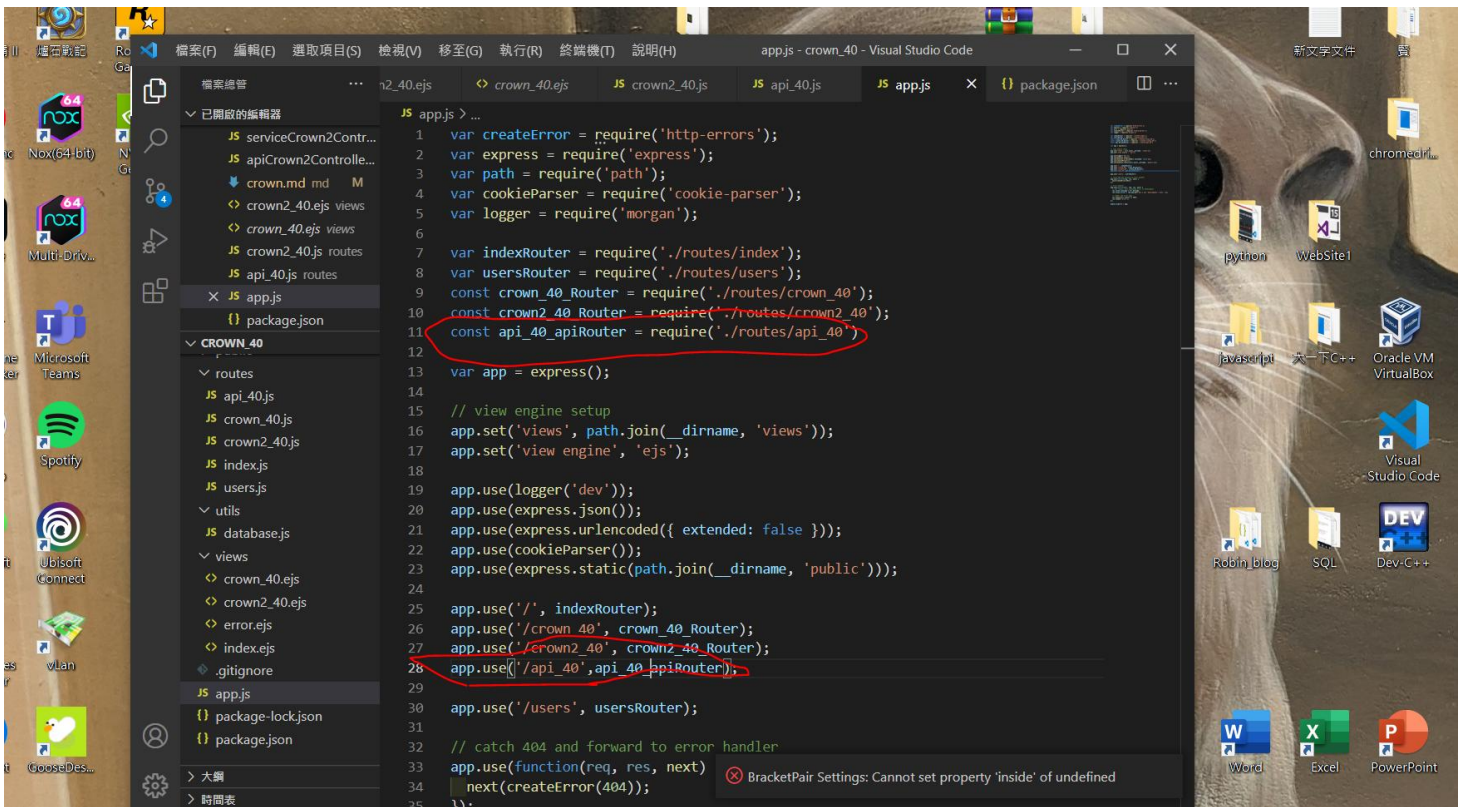 爐石戰記
Nox(64-bit)
Multi-Driv...
Microsoft
Teams
Spotify
Ubisoft
Connect
vLan
GooseDes...
檔案(F) 編輯(E) 選取項目(S) 檢視(V) 移至(G) 執行(R) 終端機(T) 說明(H) app.js - crown_40 - Visual Studio Code
檔案總管
n2_40.ejs crown_40.ejs crown2_40.js api_40.js app.js package.json
已開啟的編輯器
serviceCrown2Contr...
apiCrown2Controlle...
crown.md md M
crown2_40.ejs views
crown_40.ejs views
crown2_40.js routes
api_40.js routes
app.js
package.json
CROWN_40
routes
api_40.js
crown_40.js
crown2_40.js
index.js
users.js
utils
database.js
views
crown_40.ejs
crown2_40.ejs
error.ejs
index.ejs
.gitignore
app.js
package-lock.json
package.json
大綱
時間表
JS app.js > ...
1 var createError = require('http-errors');
2 var express = require('express');
3 var path = require('path');
4 var cookieParser = require('cookie-parser');
5 var logger = require('morgan');
6
7 var indexRouter = require('./routes/index');
8 var usersRouter = require('./routes/users');
9 const crown_40_Router = require('./routes/crown_40');
10 const crown2_40_Router = require('./routes/crown2_40');
11 const api_40_apiRouter = require('./routes/api_40')
12
13 var app = express();
14
15 // view engine setup
16 app.set('views', path.join(__dirname, 'views'));
17 app.set('view engine', 'ejs');
18
19 app.use(logger('dev'));
20 app.use(express.json());
21 app.use(express.urlencoded({ extended: false }));
22 app.use(cookieParser());
23 app.use(express.static(path.join(__dirname, 'public')));
24
25 app.use('/', indexRouter);
26 app.use('/crown_40', crown_40_Router);
27 app.use('/crown2_40', crown2_40_Router);
28 app.use('/api_40',api_40_apiRouter);
29
30 app.use('/users', usersRouter);
31
32 // catch 404 and forward to error handler
33 app.use(function(req, res, next)
34 next(createError(404));
35 });
BracketPair Settings: Cannot set property 'inside' of undefined
新文字文件
chromedri...
python WebSite1
javascript 大一下C++ Oracle VM
VirtualBox
Visual
Studio Code
Robin_blog SQL Dev-C++
Word Excel PowerPoint